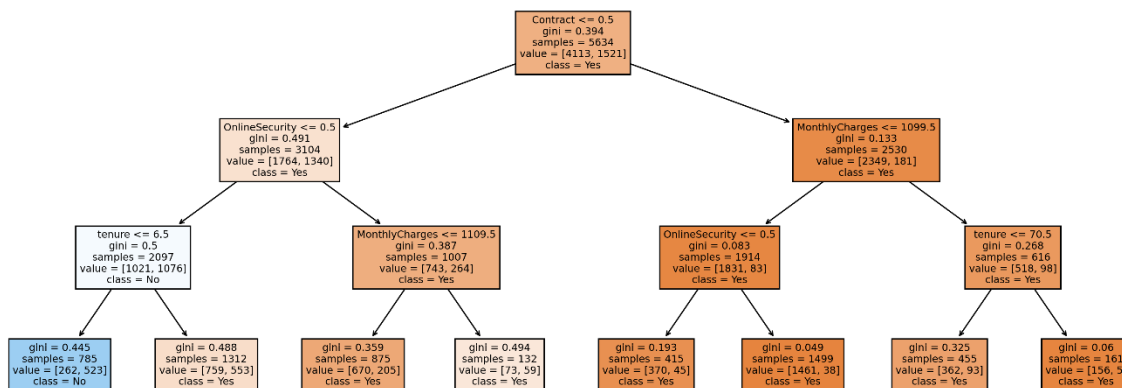 Contract <= 0.5
gini = 0.394
samples = 5634
value = [4113, 1521]
class = Yes
OnlineSecurity <= 0.5
gini = 0.491
samples = 3104
value = [1764, 1340]
class = Yes
MonthlyCharges <= 1099.5
gini = 0.133
samples = 2530
value = [2349, 181]
class = Yes
tenure <= 6.5
gini = 0.5
samples = 2097
value = [1021, 1076]
class = No
MonthlyCharges <= 1109.5
gini = 0.387
samples = 1007
value = [743, 264]
class = Yes
OnlineSecurity <= 0.5
gini = 0.083
samples = 1914
value = [1831, 83]
class = Yes
tenure <= 70.5
gini = 0.268
samples = 616
value = [518, 98]
class = Yes
gini = 0.445
samples = 785
value = [262, 523]
class = No
gini = 0.488
samples = 1312
value = [759, 553]
class = Yes
gini = 0.359
samples = 875
value = [670, 205]
class = Yes
gini = 0.494
samples = 132
value = [73, 59]
class = Yes
gini = 0.193
samples = 415
value = [370, 45]
class = Yes
gini = 0.049
samples = 1499
value = [1461, 38]
class = Yes
gini = 0.325
samples = 455
value = [362, 93]
class = Yes
gini = 0.06
samples = 161
value = [156, 5
class = Yes